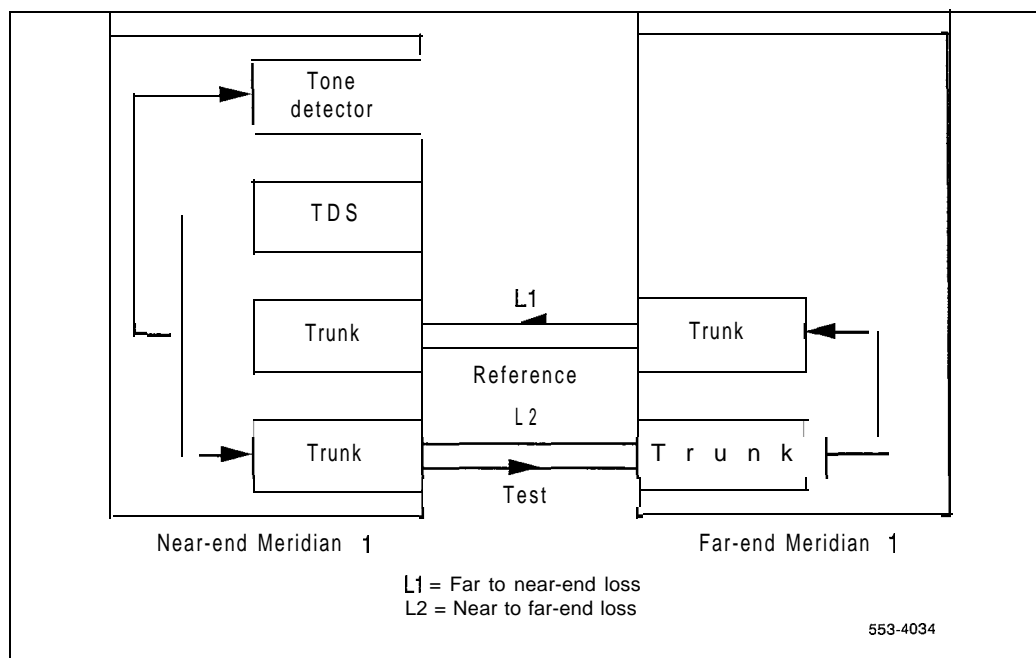 Tone
detector
TDS
L1
Trunk
Trunk
Reference
L2
Trunk
Trunk
Test
Near-end Meridian 1
Far-end Meridian 1
L1 = Far to near-end loss
L2 = Near to far-end loss
553-4034